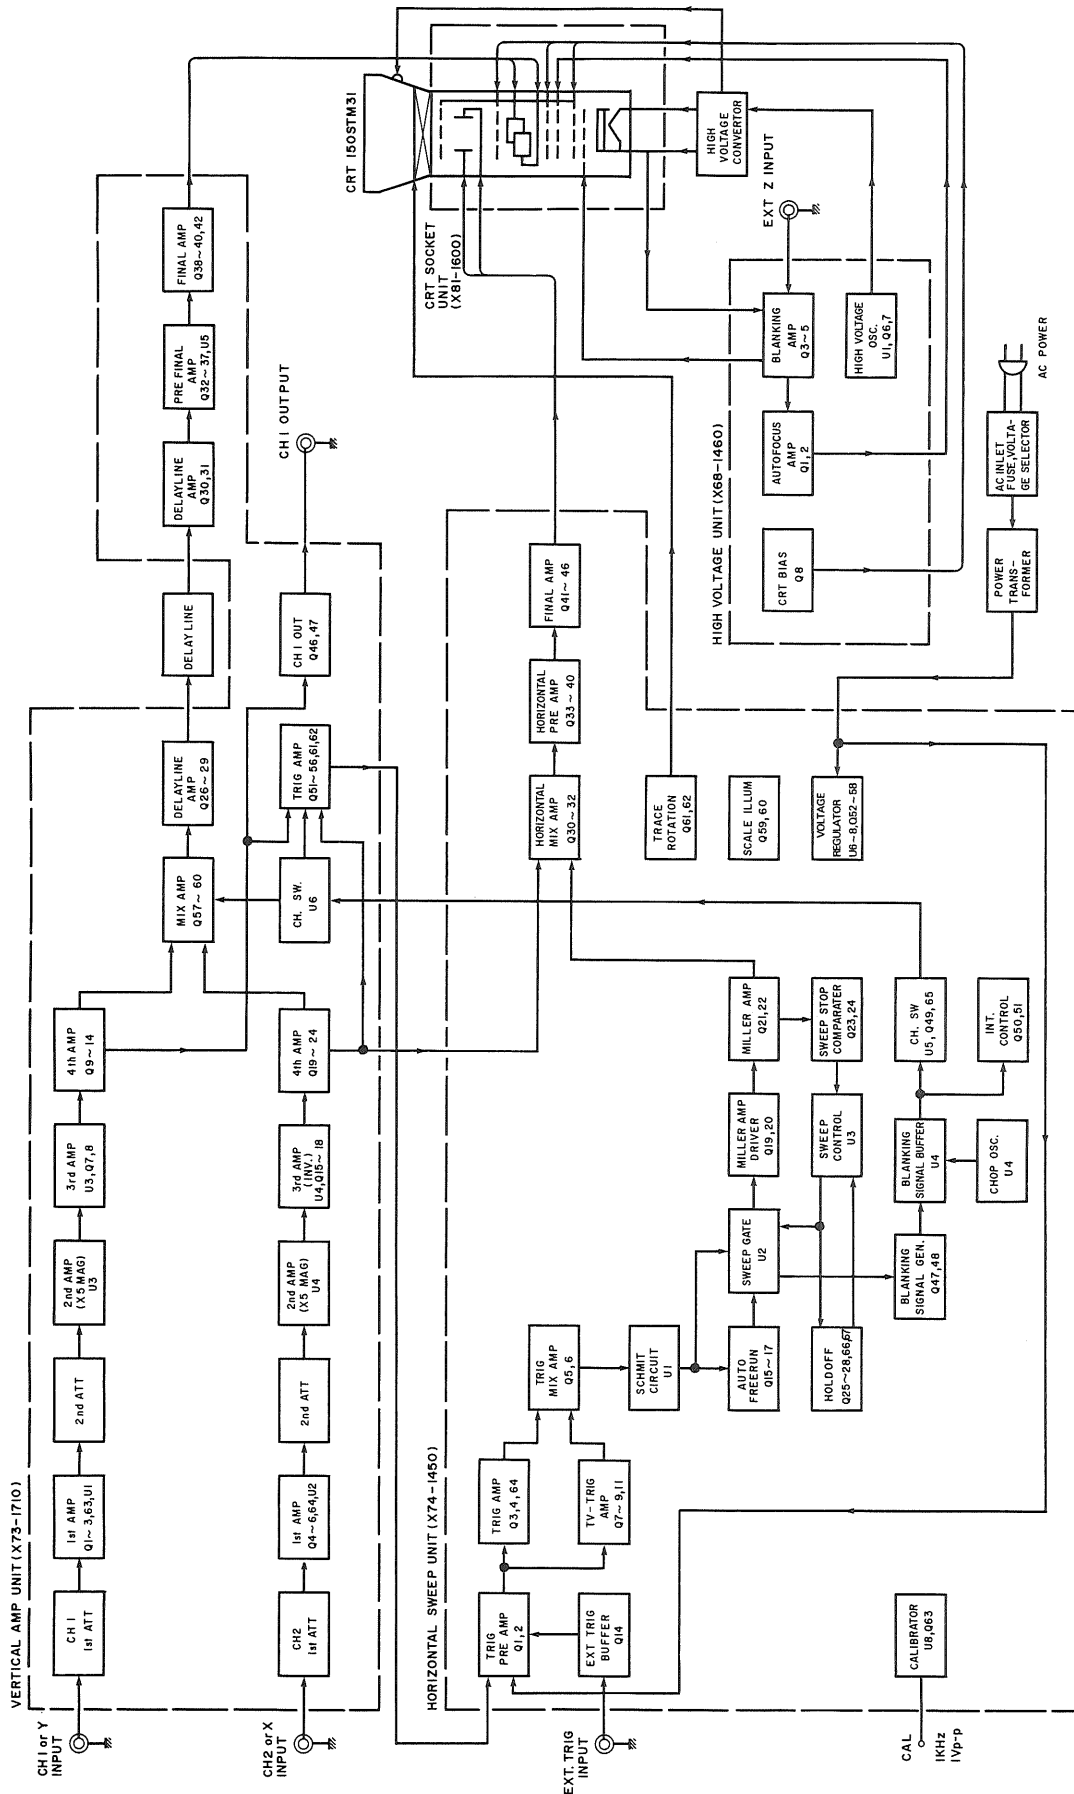 VERTICAL AMP UNIT (X73-1710)
CH1 or Y
INPUT
CH1
1st ATT
1st AMP
Q1~3,63,U1
2nd ATT
2nd AMP
(X5 MAG)
U3
3rd AMP
U3,Q7,8
4th AMP
Q9~14
MIX AMP
Q57~60
DELAYLINE
AMP
Q26~29
DELAYLINE
DELAYLINE
AMP
Q30,31
PRE FINAL
AMP
Q32~37,U5
FINAL AMP
Q38~40,42
CH2 or X
INPUT
CH2
1st ATT
1st AMP
Q4~6,64,U2
2nd ATT
2nd AMP
(X5 MAG)
U4
3rd AMP
(INV.)
U4,Q15~18
4th AMP
Q19~24
CH. SW.
U6
TRIG AMP
Q51~56,61,62
CH1 OUT
Q46,47
CH1 OUTPUT
CRT 150STM31
CRT SOCKET
UNIT
(X81-1600)
HORIZONTAL SWEEP UNIT (X74-1450)
EXT.TRIG
INPUT
TRIG
PRE AMP
Q1,2
EXT TRIG
BUFFER
Q14
TRIG AMP
Q3,4,64
TV-TRIG
AMP
Q7~9,11
TRIG
MIX AMP
Q5,6
SCHMIT
CIRCUIT
U1
AUTO
FREERUN
Q15~17
HOLDOFF
Q25~28,66,67
SWEEP GATE
U2
MILLER AMP
DRIVER
Q19,20
SWEEP
CONTROL
U3
MILLER AMP
Q21,22
SWEEP STOP
COMPARATER
Q23,24
BLANKING
SIGNAL GEN.
Q47,48
BLANKING
SIGNAL BUFFER
U4
CHOP OSC.
U4
CH. SW
U5,Q49,65
INT.
CONTROL
Q50,51
HORIZONTAL
MIX AMP
Q30~32
HORIZONTAL
PRE AMP
Q33~40
FINAL AMP
Q41~46
TRACE
ROTATION
Q61,62
SCALE ILLUM
Q59,60
VOLTAGE
REGULATOR
U6~8,Q52~58
CALIBRATOR
U8,Q63
CAL
1KHz
1Vp-p
HIGH VOLTAGE UNIT (X68-1460)
CRT BIAS
Q8
AUTOFOCUS
AMP
Q1,2
BLANKING
AMP
Q3~5
HIGH VOLTAGE
OSC.
U1,Q6,7
EXT Z INPUT
HIGH
VOLTAGE
CONVERTOR
POWER
TRANS-
FORMER
AC INLET
FUSE,VOLTA-
GE SELECTOR
AC POWER